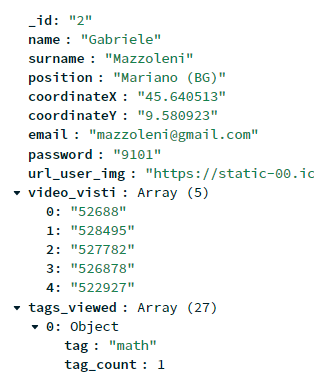 _id: "2"
name : "Gabriele"
surname : "Mazzoleni"
position : "Mariano (BG)"
coordinateX : "45.640513"
coordinateY : "9.580923"
email : "mazzoleni@gmail.com"
password : "9101"
url_user_img : "https://static-00.ic
video_visti : Array (5)
0: "52688"
1: "528495"
2: "527782"
3: "526878"
4: "522927"
tags_viewed : Array (27)
0: Object
tag : "math"
tag_count : 1